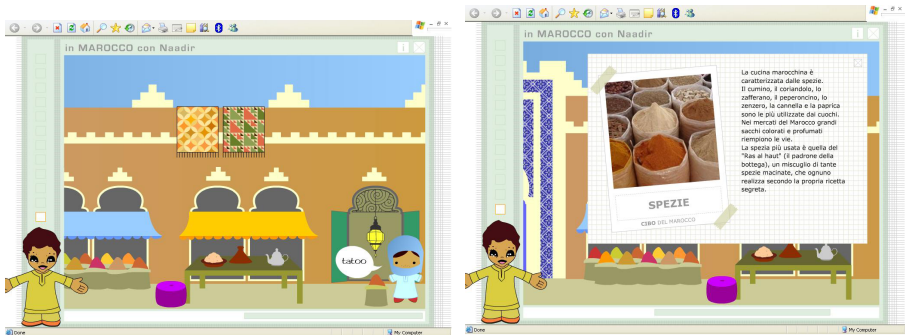 in MAROCCO con Naadir
i
tatoo
Done
My Computer
in MAROCCO con Naadir
i
La cucina marocchina è
caratterizzata dalle spezie.
Il cumino, il coriandolo, lo
zafferano, il peperoncino, lo
zenzero, la cannella e la paprica
sono le più utilizzate dai cuochi.
Nei mercati del Marocco grandi
sacchi colorati e profumati
riempiono le vie.
La spezia più usata è quella del
"Ras al haut" (il padrone della
bottega), un miscuglio di tante
spezie macinate, che ognuno
realizza secondo la propria ricetta
segreta.
SPEZIE
CIBO DEL MAROCCO
Done
My Computer